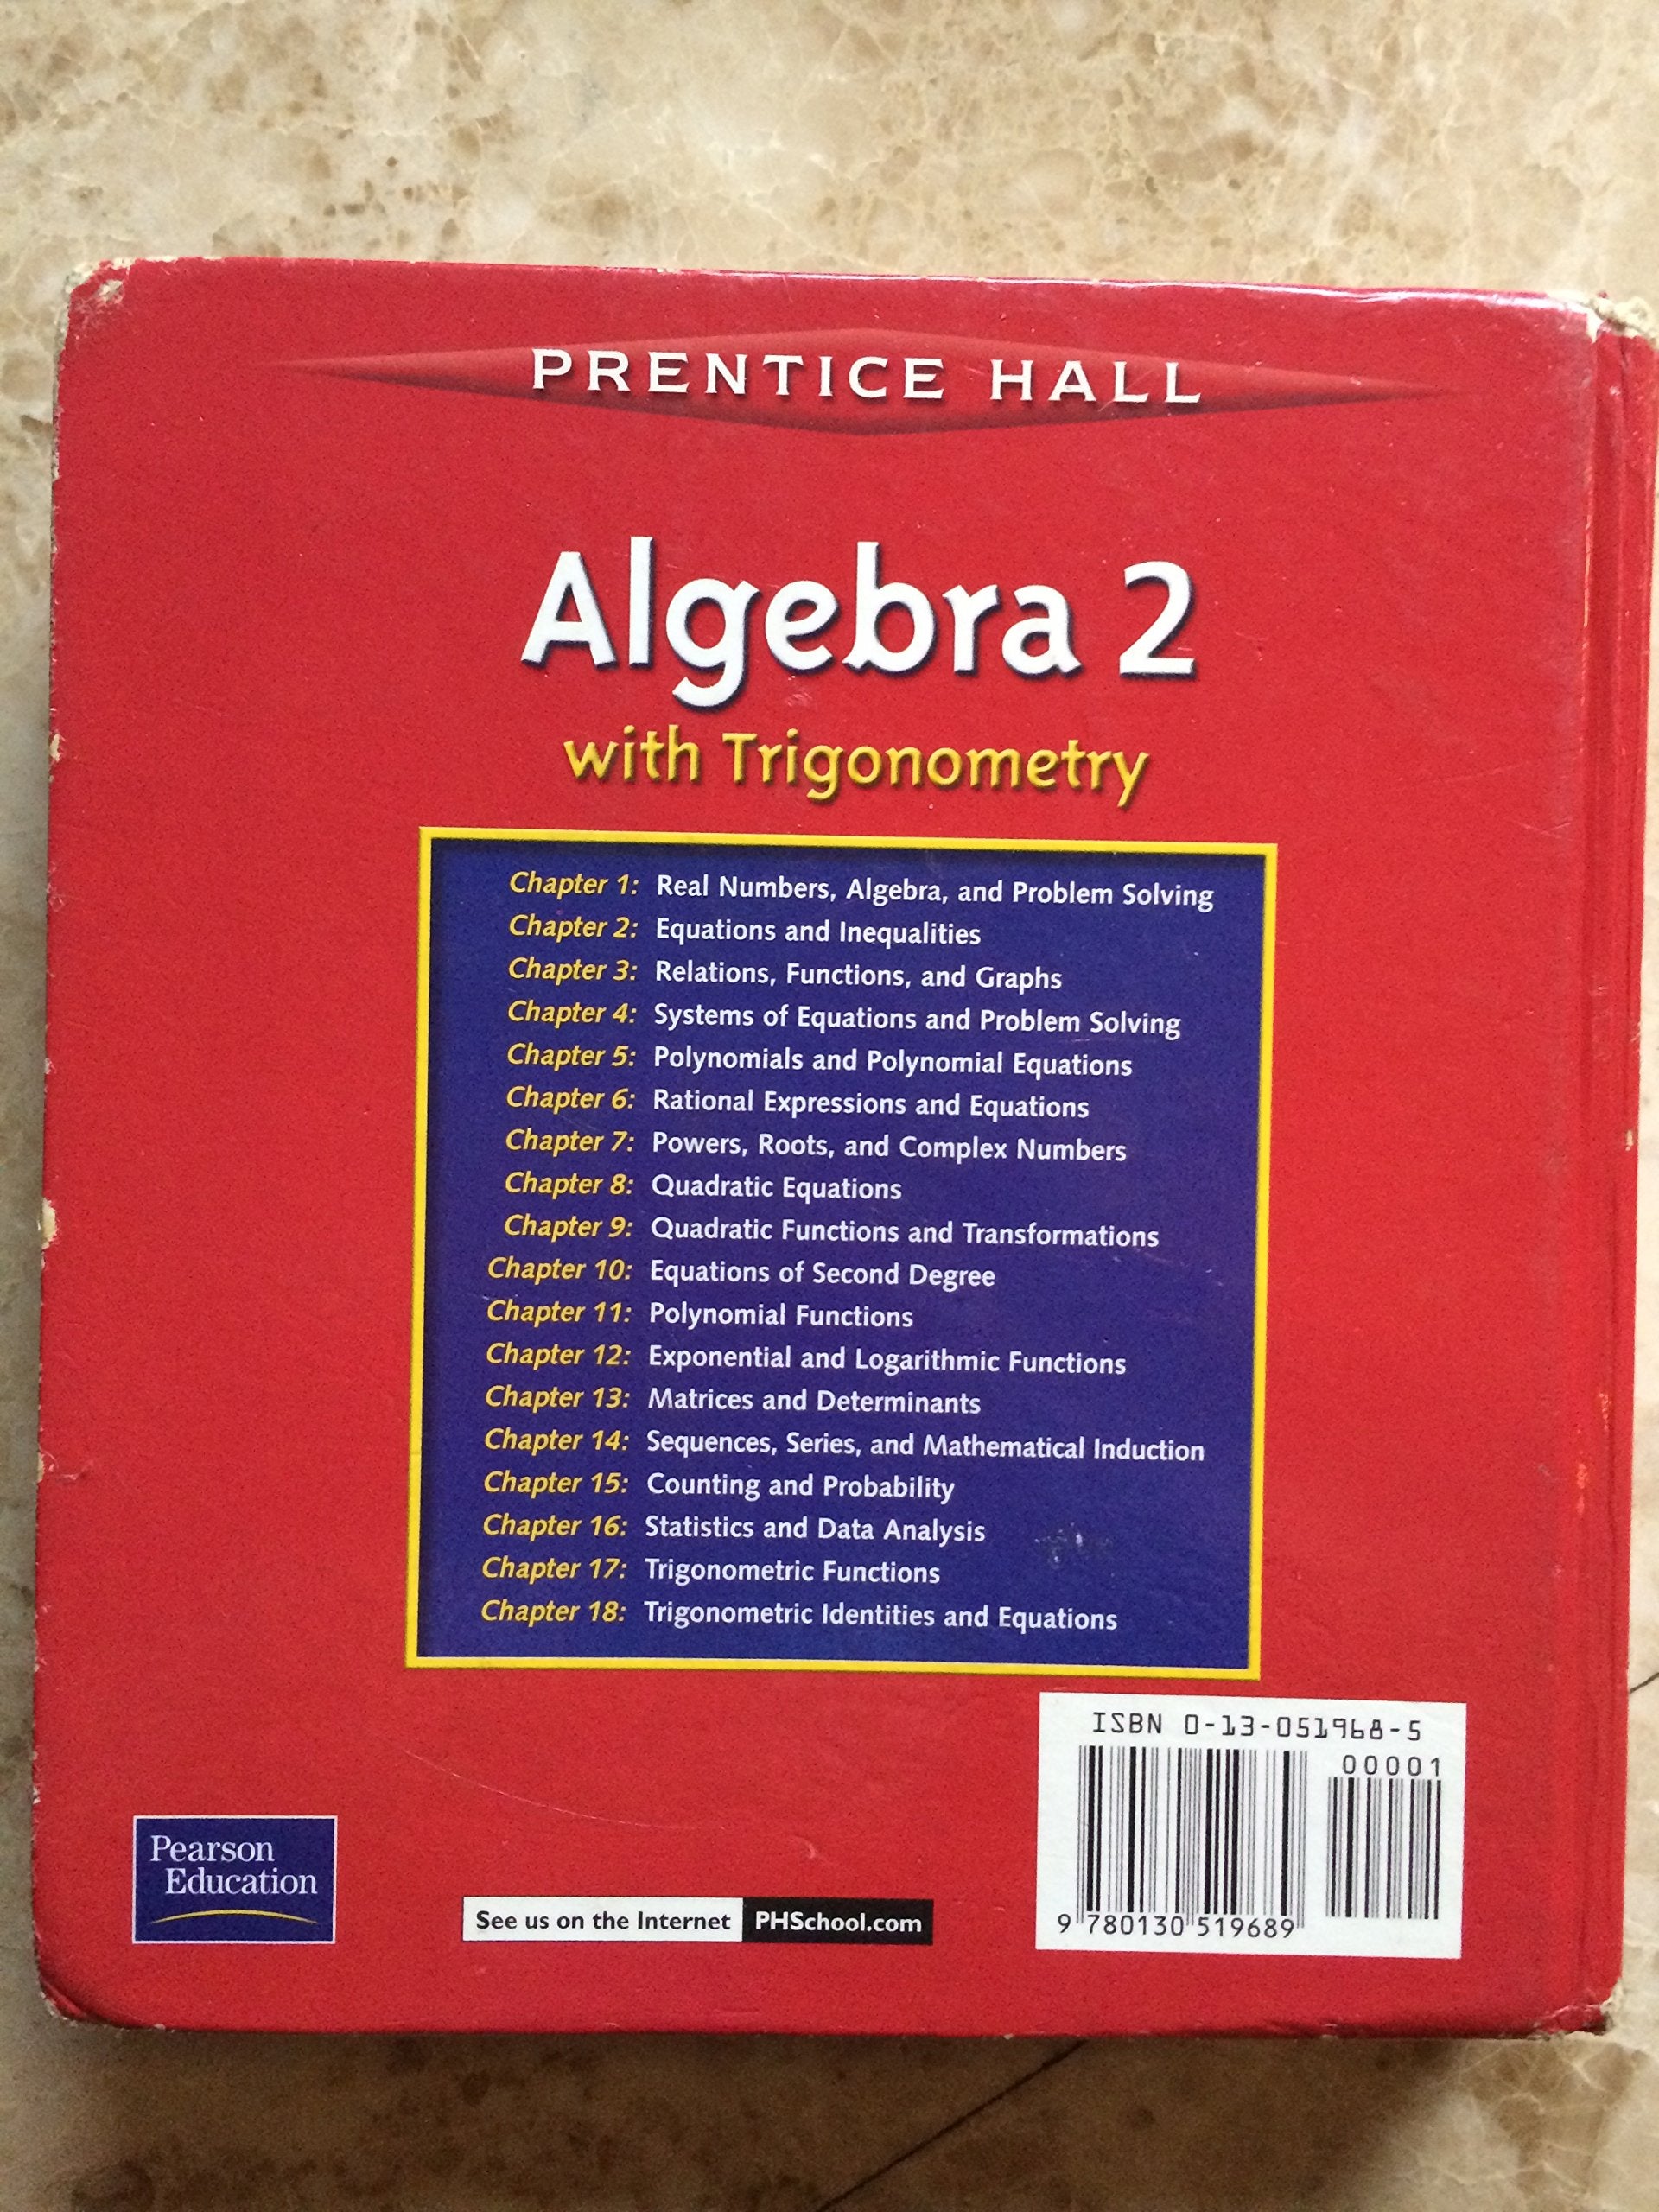 PRENTICE HALL
Algebra 2
with Trigonometry
Chapter 1: Real Numbers, Algebra, and Problem Solving
Chapter 2: Equations and Inequalities
Chapter 3: Relations, Functions, and Graphs
Chapter 4: Systems of Equations and Problem Solving
Chapter 5: Polynomials and Polynomial Equations
Chapter 6: Rational Expressions and Equations
Chapter 7: Powers, Roots, and Complex Numbers
Chapter 8: Quadratic Equations
Chapter 9: Quadratic Functions and Transformations
Chapter 10: Equations of Second Degree
Chapter 11: Polynomial Functions
Chapter 12: Exponential and Logarithmic Functions
Chapter 13: Matrices and Determinants
Chapter 14: Sequences, Series, and Mathematical Induction
Chapter 15: Counting and Probability
Chapter 16: Statistics and Data Analysis
Chapter 17: Trigonometric Functions
Chapter 18: Trigonometric Identities and Equations
ISBN 0-13-051968-5
00001
9 780130 519689
Pearson
Education
See us on the Internet PHSchool.com